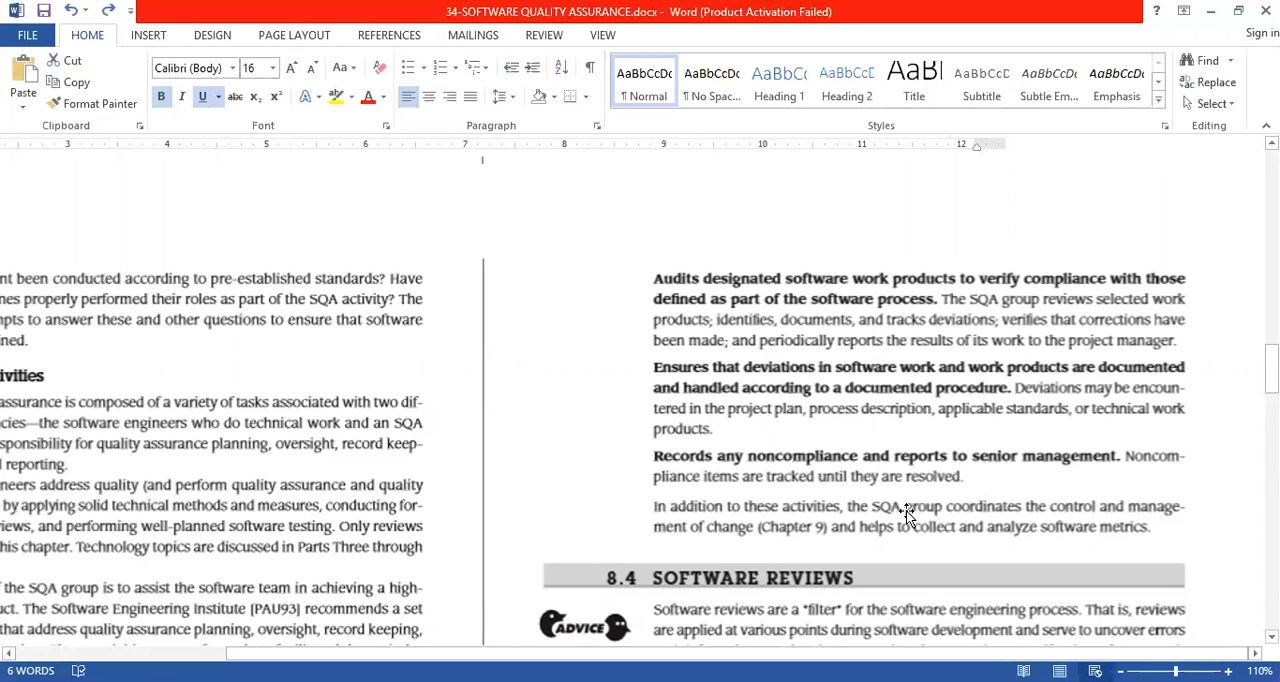 34-SOFTWARE QUALITY ASSURANCE.docx - Word (Product Activation Failed)
?
FILE HOME INSERT DESIGN PAGE LAYOUT REFERENCES MAILINGS REVIEW VIEW Sign in
Paste
Cut
Copy
Format Painter
Clipboard
Calibri (Body) 16
Aa
B I U abc X₂ X²
Font
Paragraph
AaBbCcDc AaBbCcDc AaBbCc AaBbCc AaBl AaBbCcD AaBbCcDc AaBbCcDc
¶ Normal ¶ No Spac... Heading 1 Heading 2 Title Subtitle Subtle Em... Emphasis
Styles
Find
Replace
Select
Editing
3 4 5 6 7 8 9 10 11 12
nt been conducted according to pre-established standards? Have
nes properly performed their roles as part of the SQA activity? The
npts to answer these and other questions to ensure that software
ned.
ivities
assurance is composed of a variety of tasks associated with two dif-
cies—the software engineers who do technical work and an SQA
sponsibility for quality assurance planning, oversight, record keep-
l reporting.
neers address quality (and perform quality assurance and quality
by applying solid technical methods and measures, conducting for-
views, and performing well-planned software testing. Only reviews
his chapter. Technology topics are discussed in Parts Three through
f the SQA group is to assist the software team in achieving a high-
uct. The Software Engineering Institute [PAU93] recommends a set
that address quality assurance planning, oversight, record keeping,
Audits designated software work products to verify compliance with those
defined as part of the software process. The SQA group reviews selected work
products; identifies, documents, and tracks deviations; verifies that corrections have
been made; and periodically reports the results of its work to the project manager.
Ensures that deviations in software work and work products are documented
and handled according to a documented procedure. Deviations may be encoun-
tered in the project plan, process description, applicable standards, or technical work
products.
Records any noncompliance and reports to senior management. Noncom-
pliance items are tracked until they are resolved.
In addition to these activities, the SQA group coordinates the control and manage-
ment of change (Chapter 9) and helps to collect and analyze software metrics.
8.4 SOFTWARE REVIEWS
ADVICE
Software reviews are a "filter" for the software engineering process. That is, reviews
are applied at various points during software development and serve to uncover errors
6 WORDS
110%